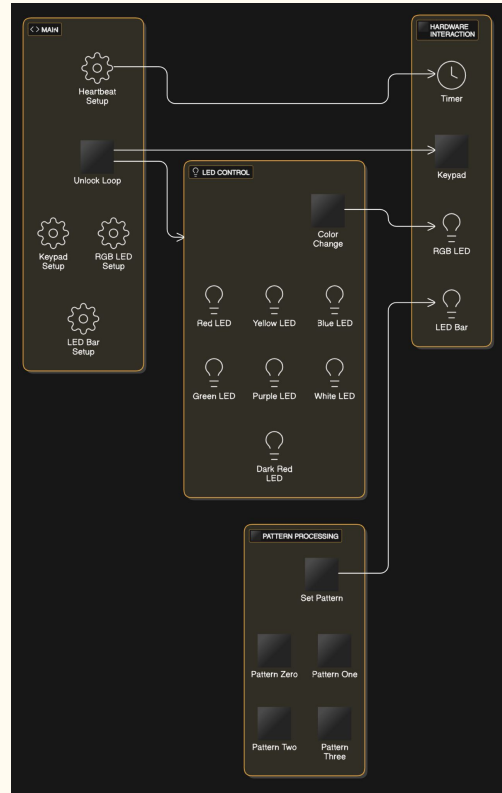 <> MAIN
Heartbeat
Setup
Unlock Loop
Keypad
Setup
RGB LED
Setup
LED Bar
Setup
LED CONTROL
Color
Change
Red LED
Yellow LED
Blue LED
Green LED
Purple LED
White LED
Dark Red
LED
PATTERN PROCESSING
Set Pattern
Pattern Zero
Pattern One
Pattern Two
Pattern
Three
HARDWARE
INTERACTION
Timer
Keypad
RGB LED
LED Bar